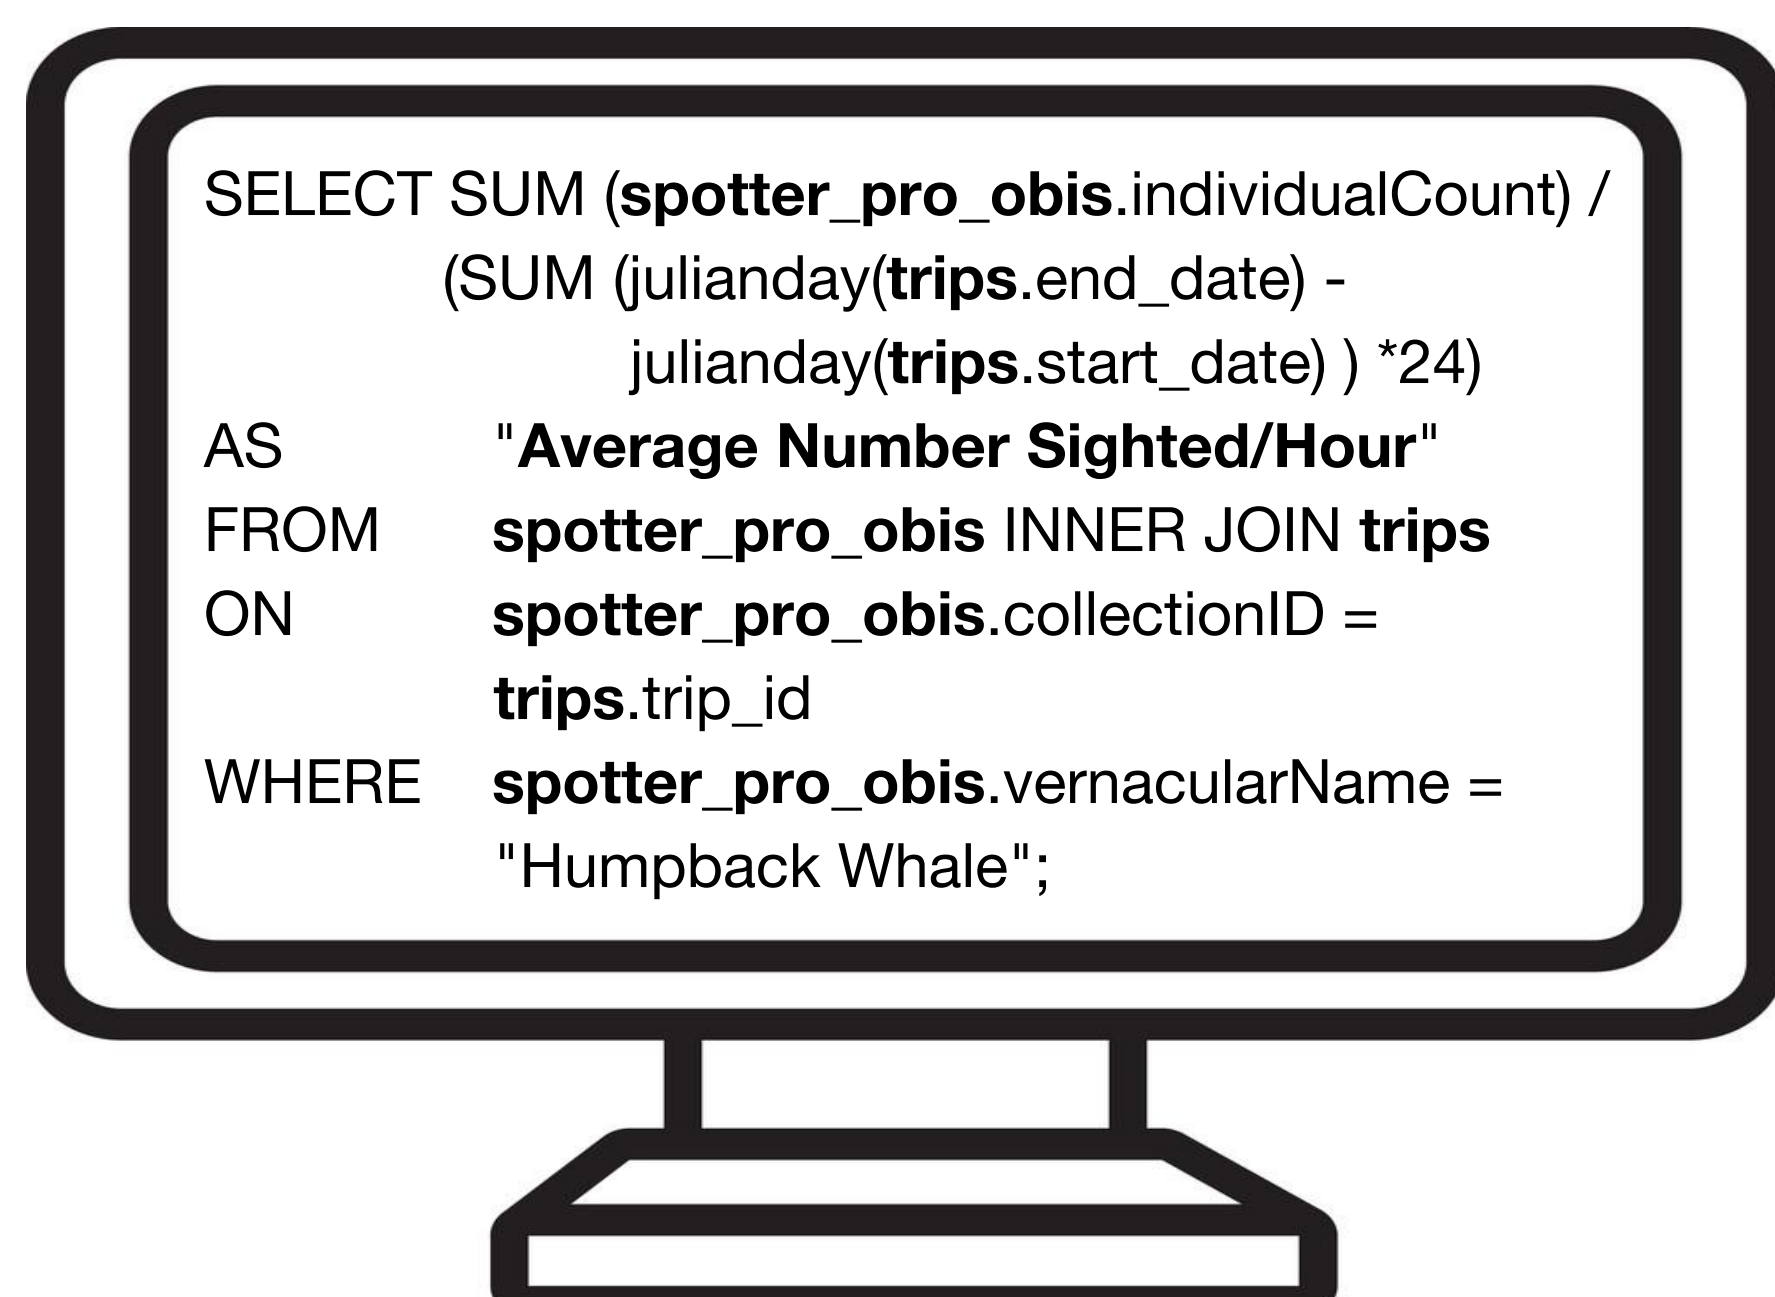 SELECT SUM (spotter_pro_obis.individualCount) /
(SUM (julianday(trips.end_date) -
julianday(trips.start_date) ) *24)
AS "Average Number Sighted/Hour"
FROM spotter_pro_obis INNER JOIN trips
ON spotter_pro_obis.collectionID =
trips.trip_id
WHERE spotter_pro_obis.vernacularName =
"Humpback Whale";